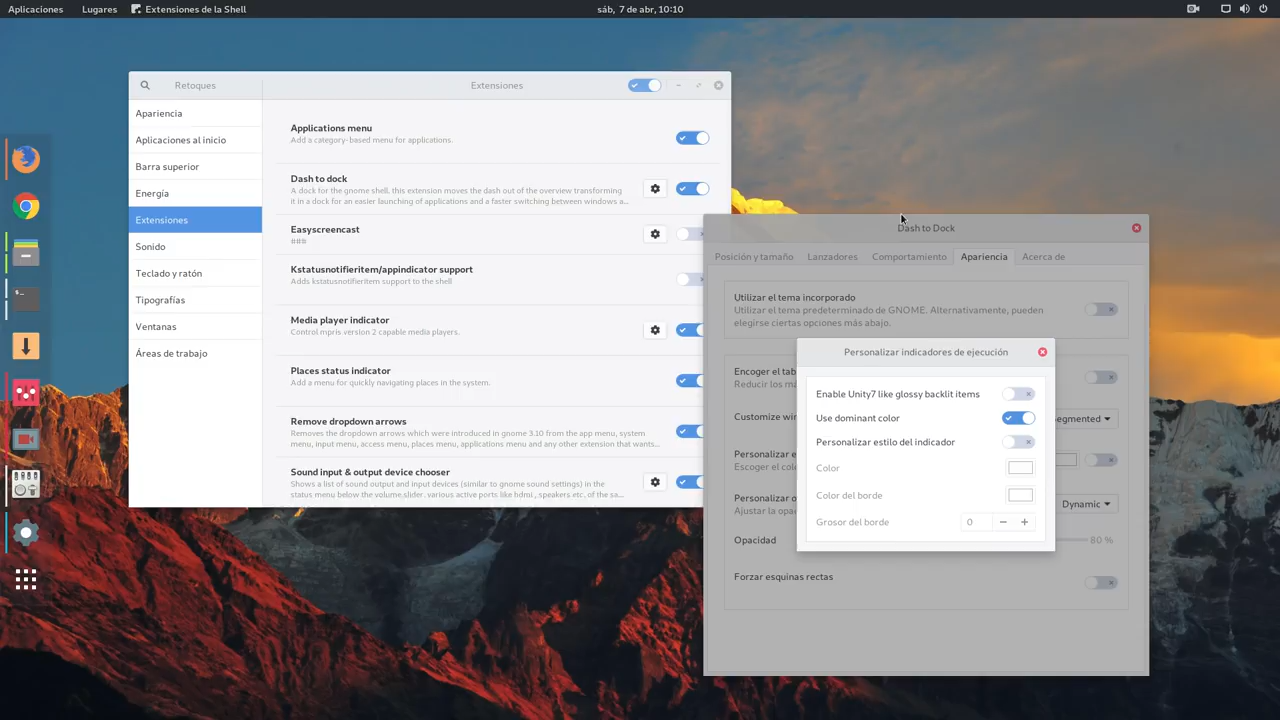 Aplicaciones Lugares Extensiones de la Shell sáb, 7 de abr, 10:10
Retoques Extensiones
Apariencia
Aplicaciones al inicio
Barra superior
Energía
Extensiones
Sonido
Teclado y ratón
Tipografías
Ventanas
Áreas de trabajo
Applications menu
Add a category-based menu for applications.
Dash to dock
A dock for the gnome shell, this extension moves the dash out of the overview transforming
it in a dock for an easier launching of applications and a faster switching between windows a...
Easyscreencast
###
Kstatusnotifieritem/appindicator support
Adds kstatusnotifieritem support to the shell
Media player indicator
Control mpris version 2 capable media players.
Places status indicator
Add a menu for quickly navigating places in the system.
Remove dropdown arrows
Removes the dropdown arrows which were introduced in gnome 3.10 from the app menu, system
menu, input menu, access menu, places menu, applications menu and any other extension that wants...
Sound input & output device chooser
Shows a list of sound output and input devices (similar to gnome sound settings) in the
status menu below the volume slider. various active ports like hdmi , speakers etc. of the sa...
Dash to Dock
Posición y tamaño Lanzadores Comportamiento Apariencia Acerca de
Utilizar el tema incorporado
Utilizar el tema predeterminado de GNOME. Alternativamente, pueden
elegirse ciertos opciones más abajo.
Encoger el tab
Reducir los má
Customize win egmented
Personalizar e
Escoger el colo
Personalizar o Dynamic
Ajustar la opac
Opacidad 80 %
Forzar esquinas rectas
Personalizar indicadores de ejecución
Enable Unity7 like glossy backlit items
Use dominant color
Personalizar estilo del indicador
Color
Color del borde
Grosor del borde 0 − +